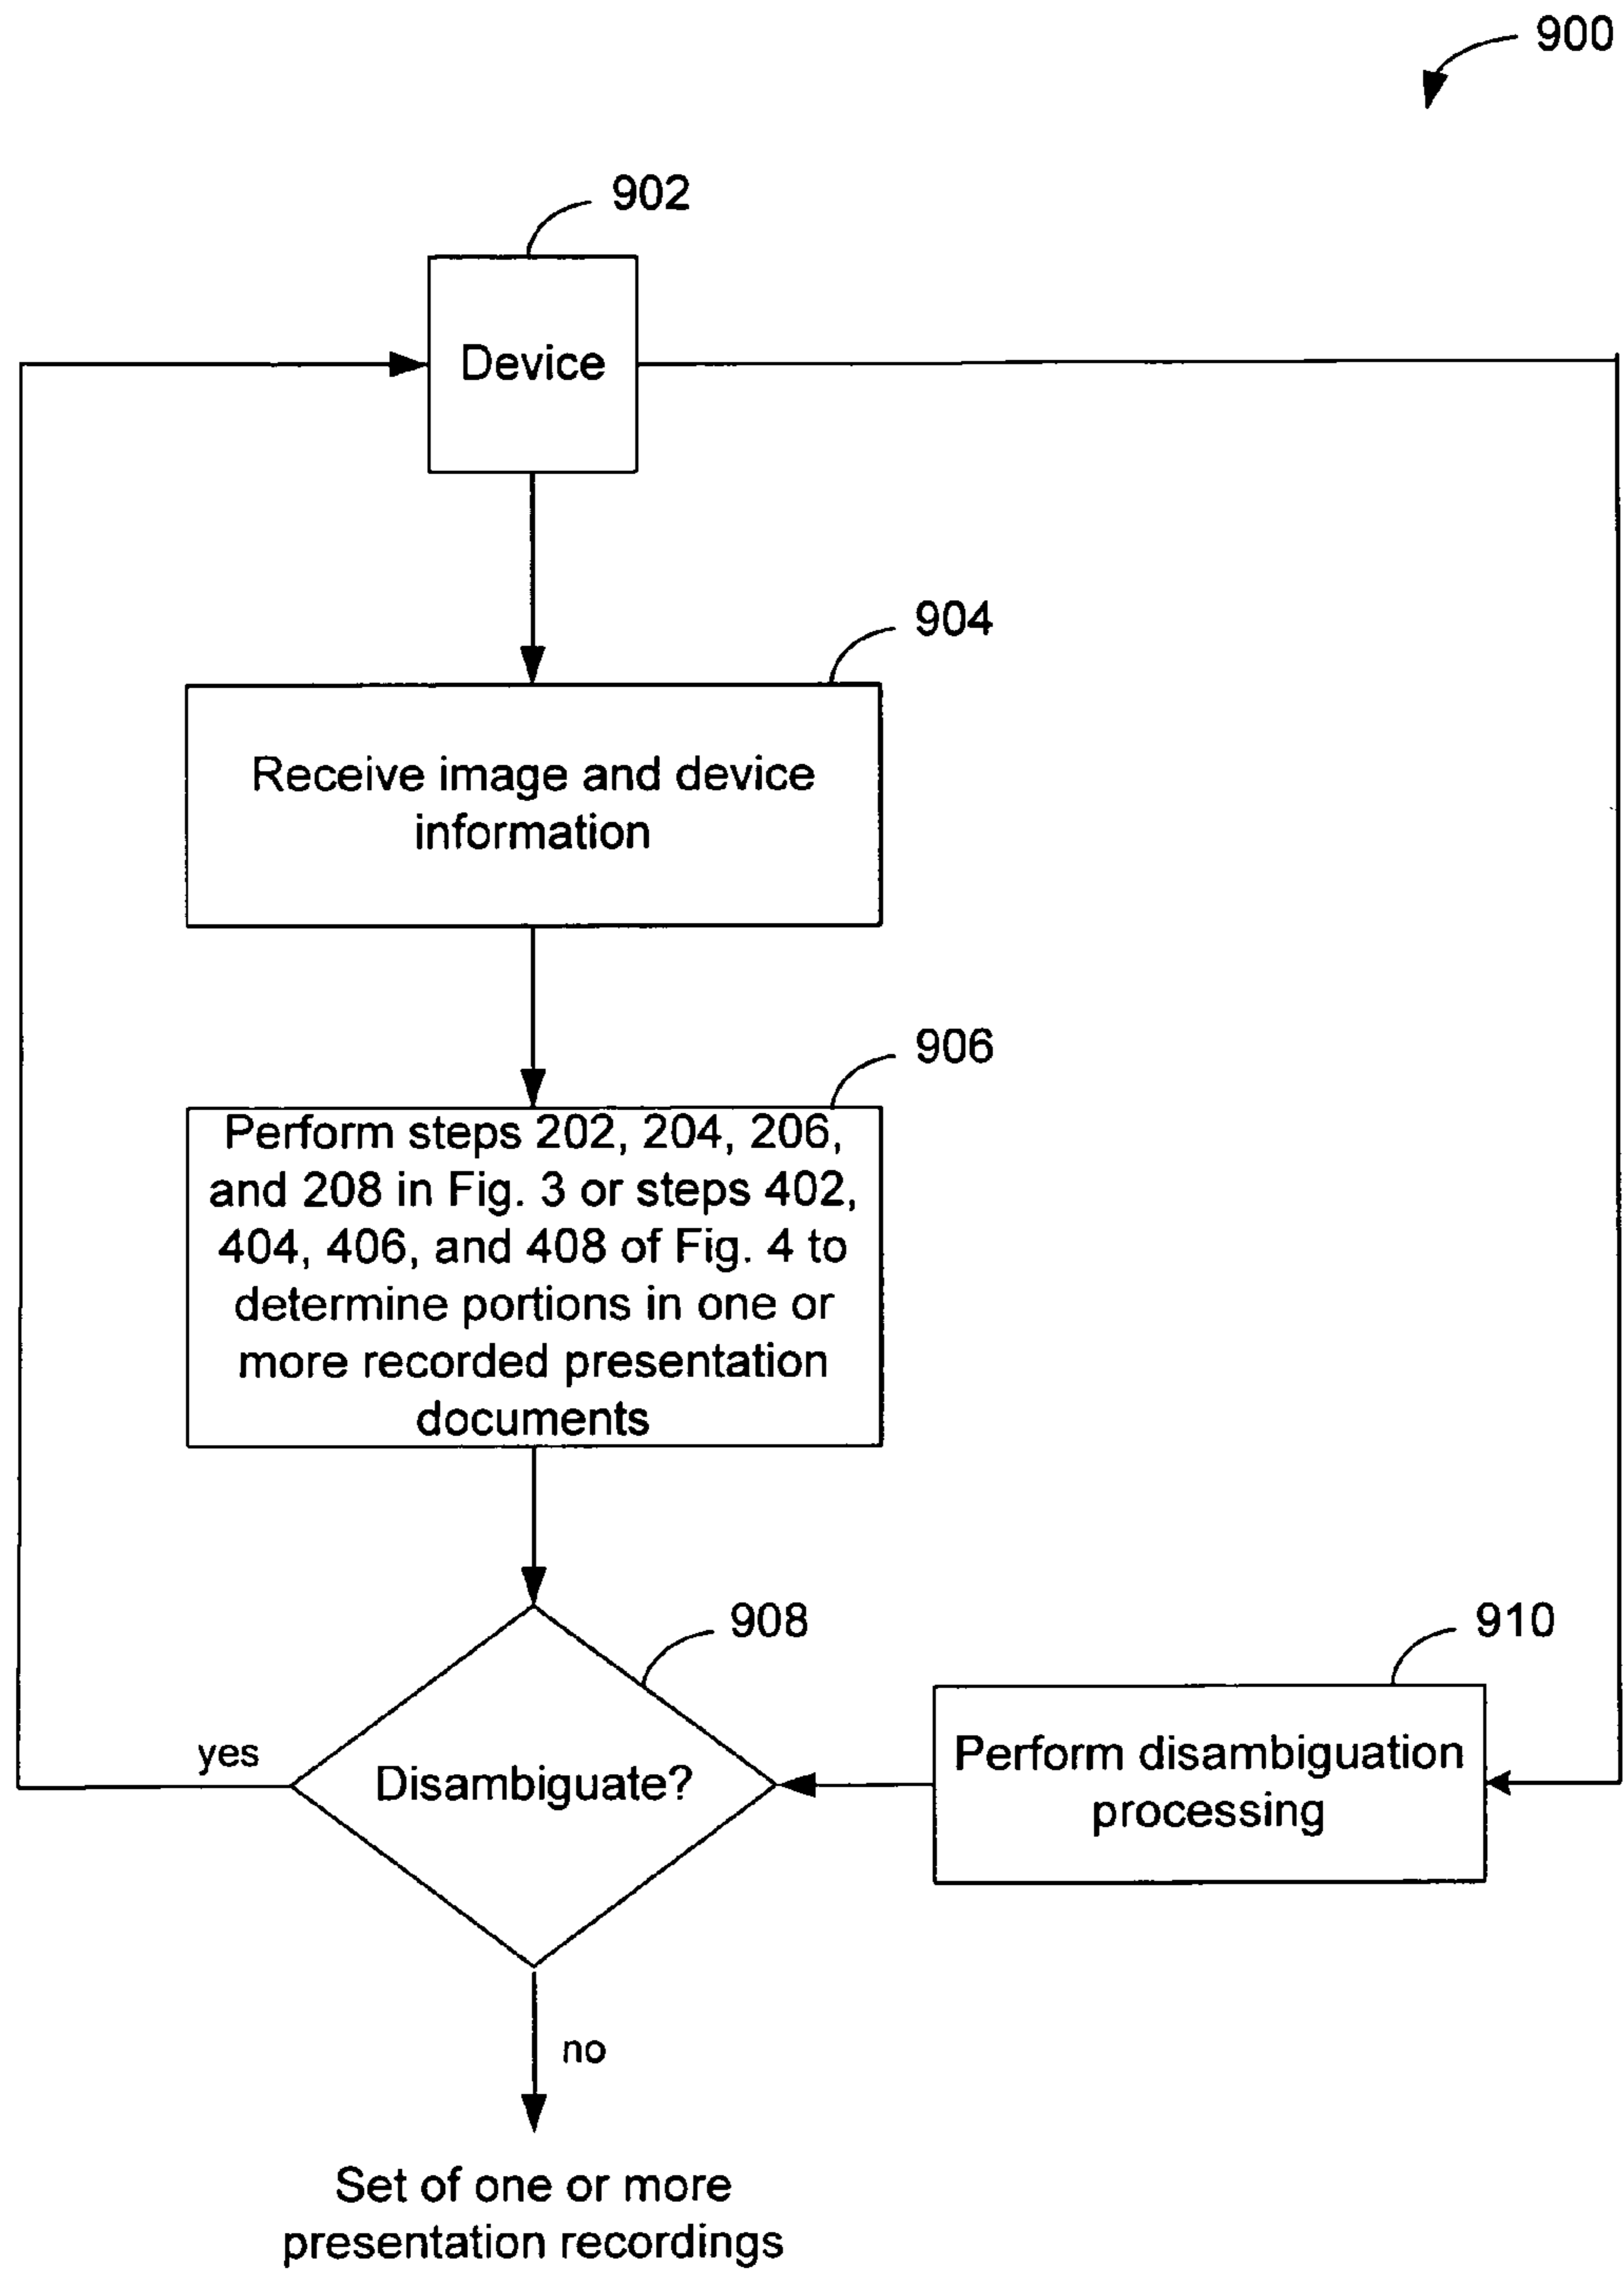 900
902
Device
904
Receive image and device
information
906
Perform steps 202, 204, 206,
and 208 in Fig. 3 or steps 402,
404, 406, and 408 of Fig. 4 to
determine portions in one or
more recorded presentation
documents
908
910
yes
Disambiguate?
Perform disambiguation
processing
no
Set of one or more
presentation recordings